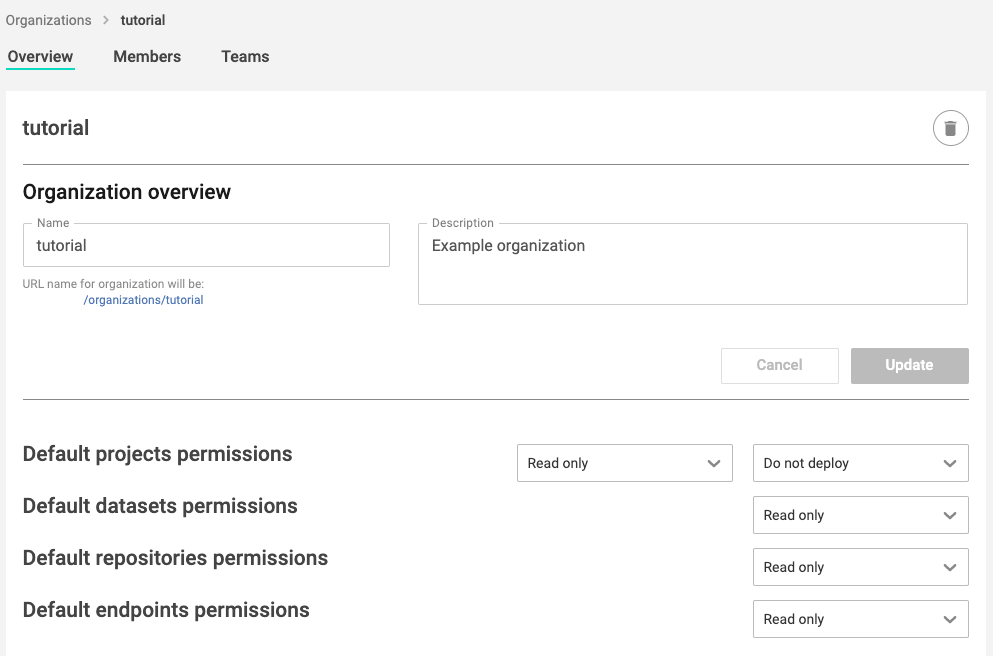 Organizations > tutorial
Overview Members Teams
tutorial
Organization overview
Name
tutorial
Description
Example organization
URL name for organization will be:
/organizations/tutorial
Cancel Update
Default projects permissions Read only Do not deploy
Default datasets permissions Read only
Default repositories permissions Read only
Default endpoints permissions Read only